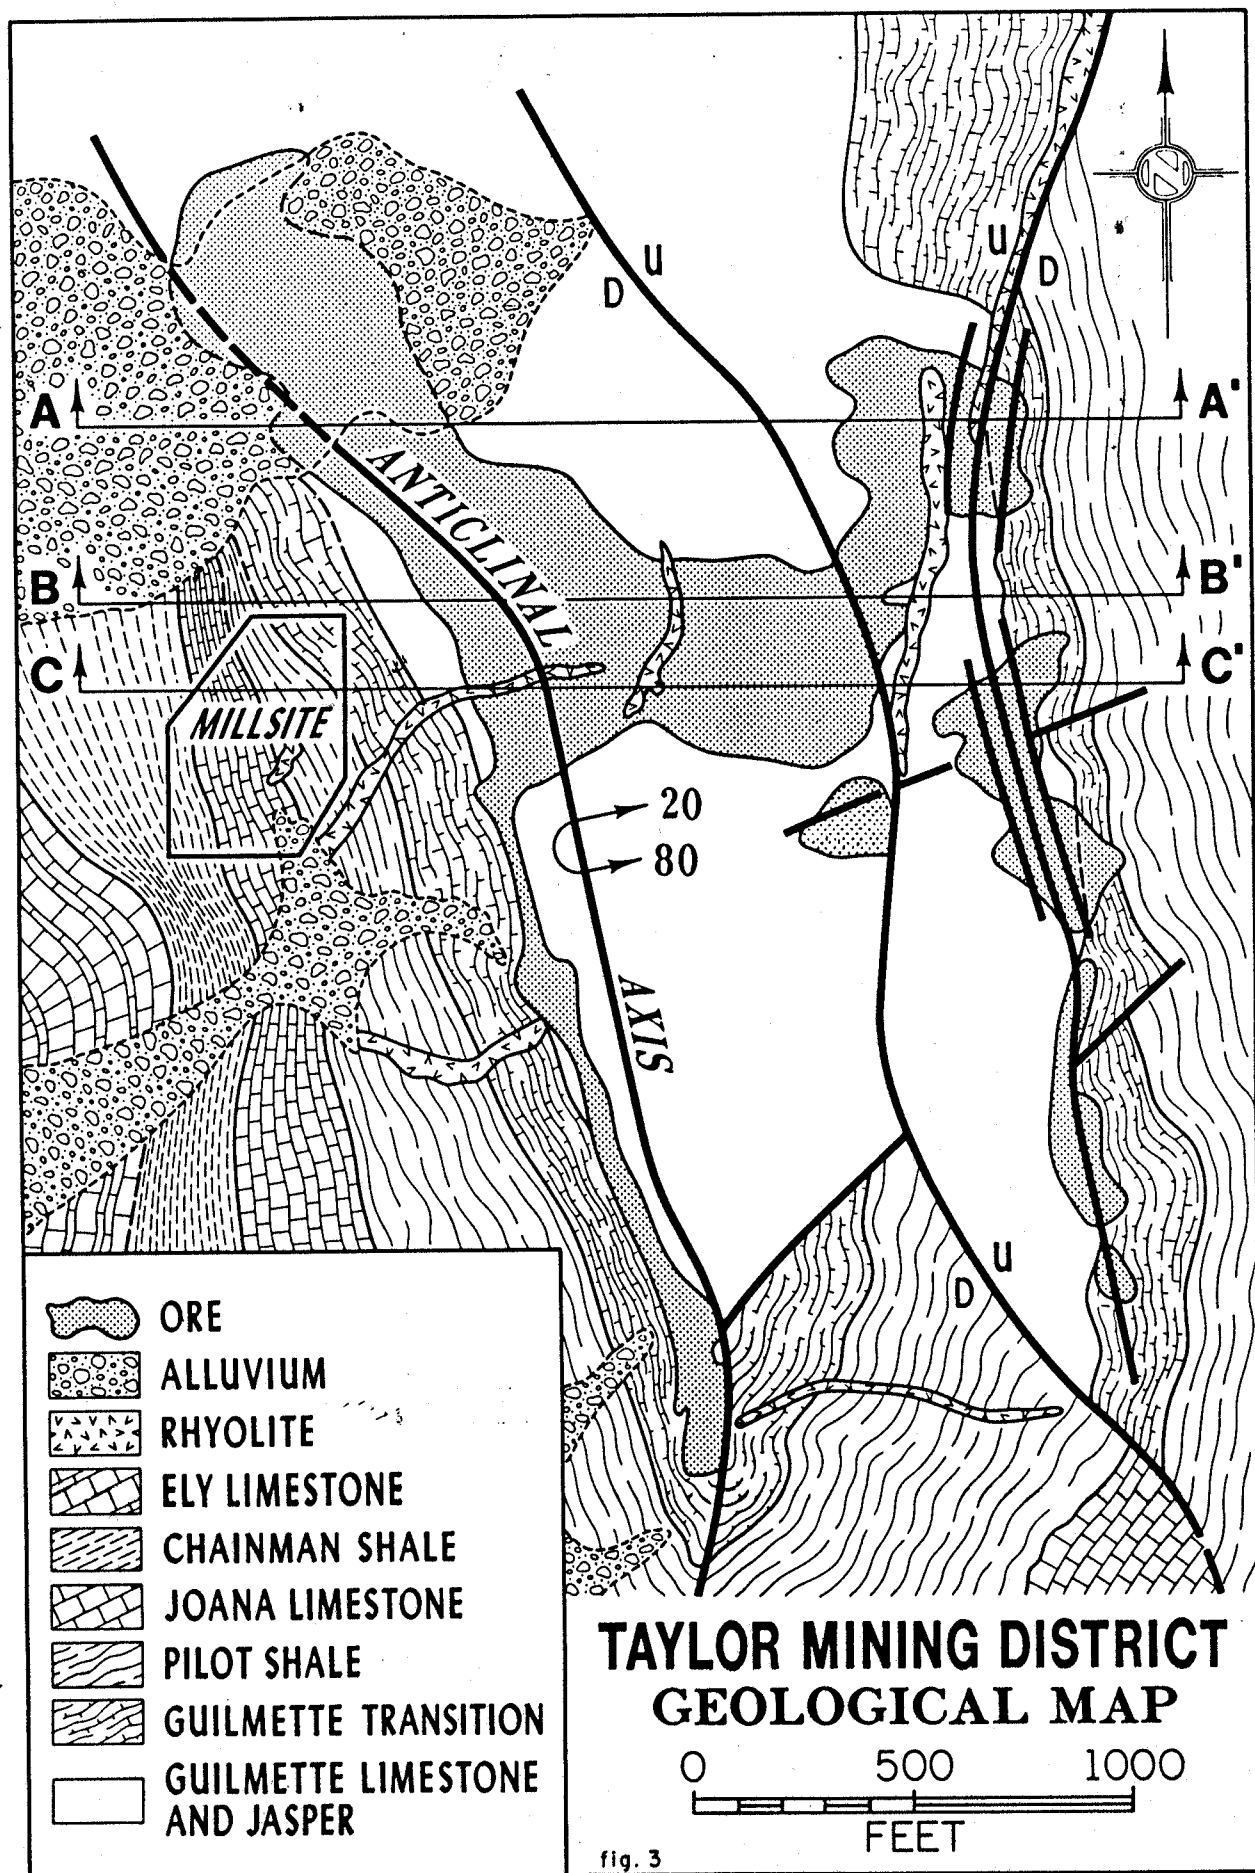 N
U
D
U
D
A
A'
ANTICLINAL
B
B'
C
C'
MILLSITE
20
80
AXIS
U
D
ORE
ALLUVIUM
RHYOLITE
ELY LIMESTONE
CHAINMAN SHALE
JOANA LIMESTONE
PILOT SHALE
GUILMETTE TRANSITION
GUILMETTE LIMESTONE
AND JASPER
TAYLOR MINING DISTRICT
GEOLOGICAL MAP
0 500 1000
FEET
fig. 3